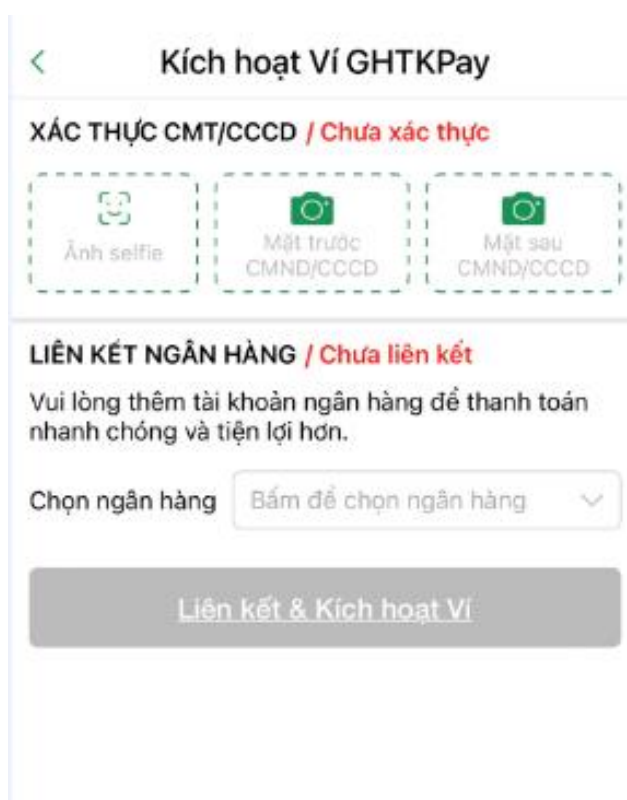 Kích hoạt Ví GHTKPay
XÁC THỰC CMT/CCCD / Chưa xác thực
Ảnh selfie
Mặt trước
CMND/CCCD
Mặt sau
CMND/CCCD
LIÊN KẾT NGÂN HÀNG / Chưa liên kết
Vui lòng thêm tài khoản ngân hàng để thanh toán
nhanh chóng và tiện lợi hơn.
Chọn ngân hàng Bấm để chọn ngân hàng
Liên kết & Kích hoạt Ví